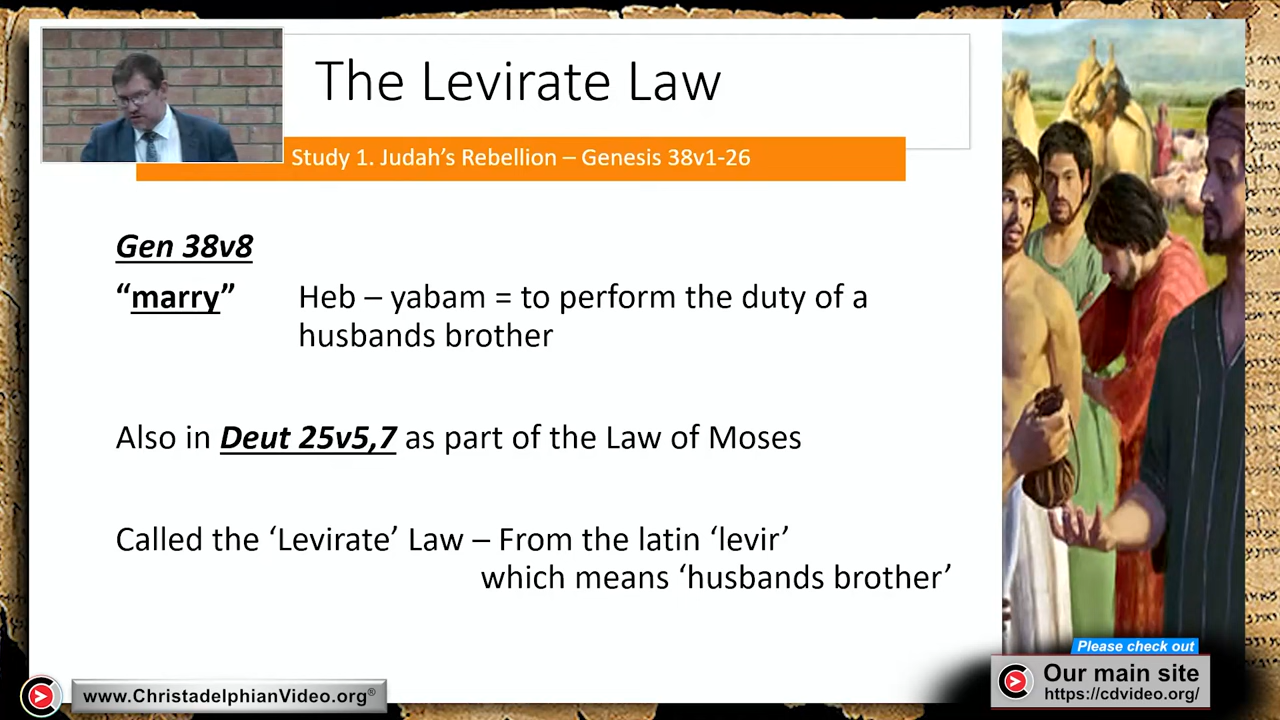 The Levirate Law
Study 1. Judah's Rebellion – Genesis 38v1-26
Gen 38v8
“marry” Heb – yabam = to perform the duty of a
husbands brother
Also in Deut 25v5,7 as part of the Law of Moses
Called the ‘Levirate’ Law – From the latin ‘levir’
which means ‘husbands brother’
Please check out
Our main site
https://cdvideo.org/
www.ChristadelphianVideo.org®